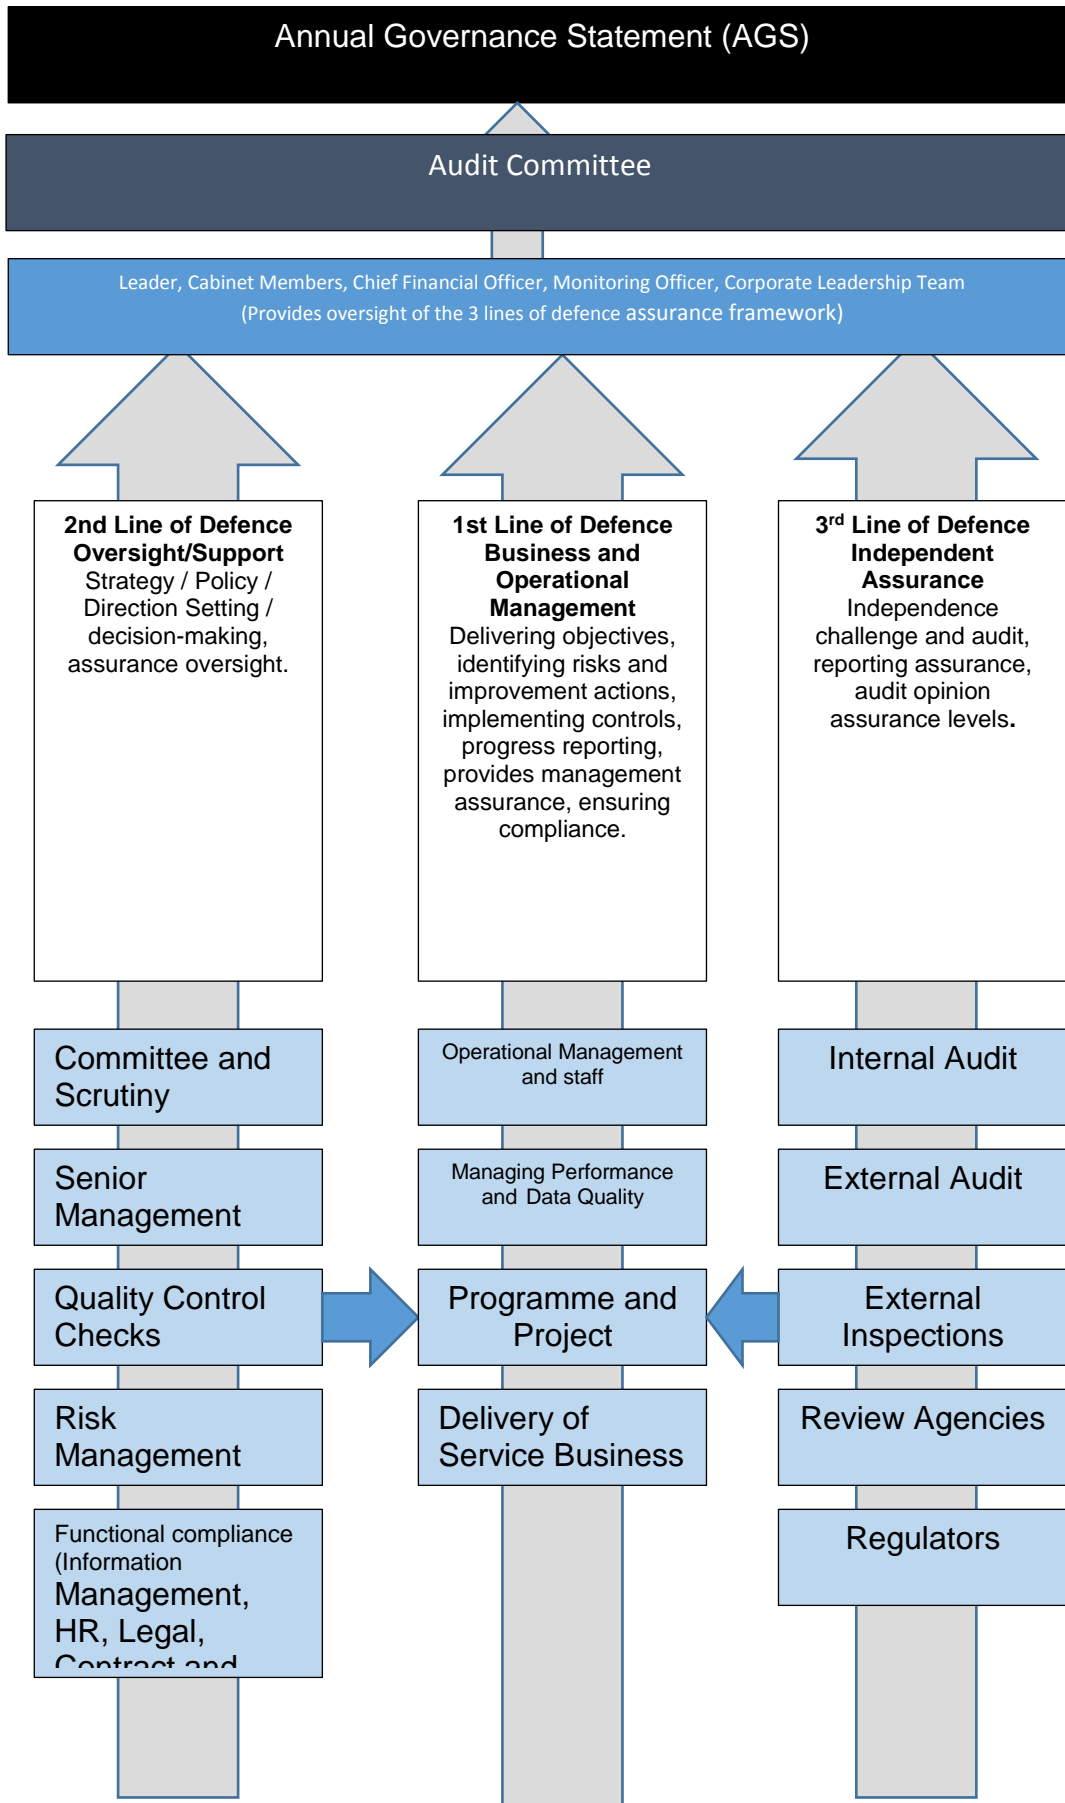 Annual Governance Statement (AGS)
Audit Committee
Leader, Cabinet Members, Chief Financial Officer, Monitoring Officer, Corporate Leadership Team
(Provides oversight of the 3 lines of defence assurance framework)
2nd Line of Defence
Oversight/Support
Strategy / Policy /
Direction Setting /
decision-making,
assurance oversight.
1st Line of Defence
Business and
Operational
Management
Delivering objectives,
identifying risks and
improvement actions,
implementing controls,
progress reporting,
provides management
assurance, ensuring
compliance.
3rd Line of Defence
Independent
Assurance
Independence
challenge and audit,
reporting assurance,
audit opinion
assurance levels.
Committee and
Scrutiny
Operational Management
and staff
Internal Audit
Senior
Management
Managing Performance
and Data Quality
External Audit
Quality Control
Checks
Programme and
Project
External
Inspections
Risk
Management
Delivery of
Service Business
Review Agencies
Functional compliance
(Information
Management,
HR, Legal,
Contract and
Regulators